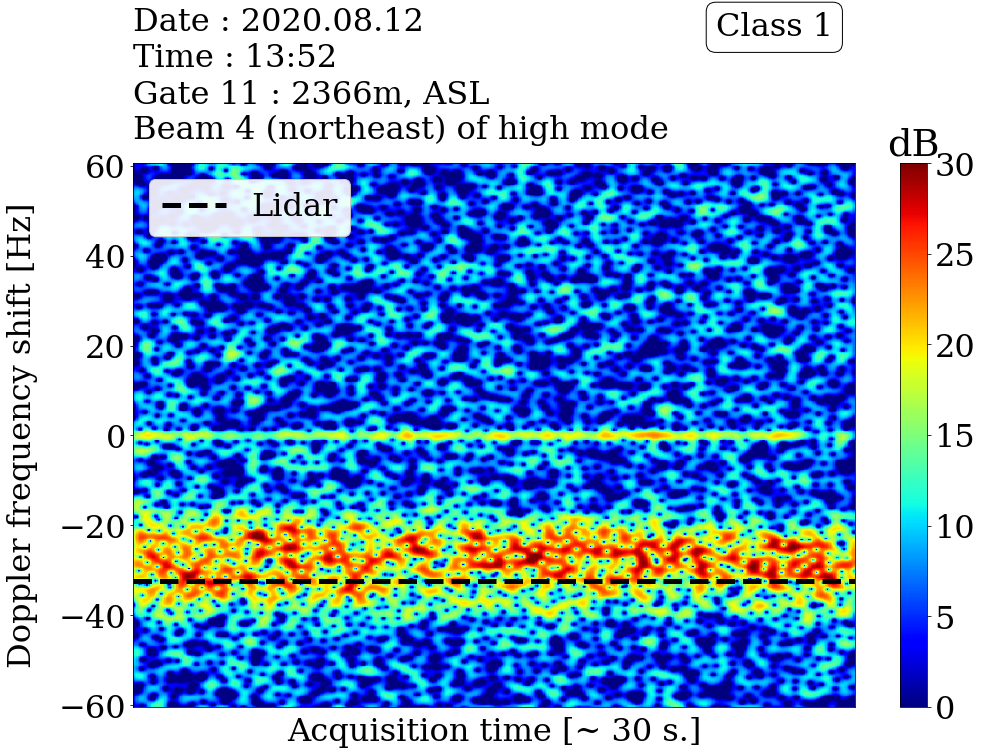 Date : 2020.08.12
Time : 13:52
Gate 11 : 2366m, ASL
Beam 4 (northeast) of high mode
Class 1
dB
Lidar
Doppler frequency shift [Hz]
60
40
20
0
−20
−40
−60
Acquisition time [~ 30 s.]
30
25
20
15
10
5
0